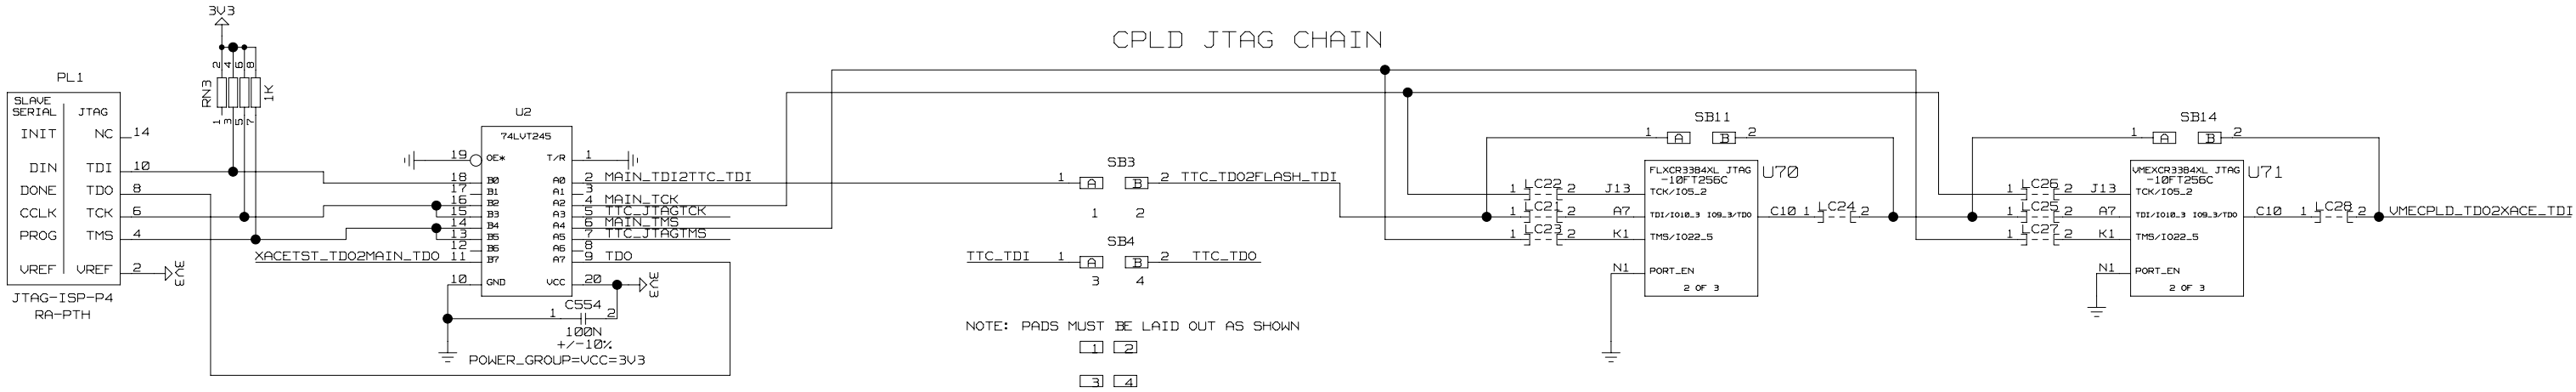 CPLD JTAG CHAIN
3V3
2 4 6 8
RN3
1K
1 3 5 7
PL1
SLAVE SERIAL JTAG
INIT NC 14
DIN TDI 10
DONE TDO 8
CCLK TCK 6
PROG TMS 4
VREF VREF 2
3V3
JTAG-ISP-P4
RA-PTH
U2
74LVT245
19 OE* T/R 1
18 B0 A0 2 MAIN_TDI2TTC_TDI
17 B1 A1 3
16 B2 A2 4 MAIN_TCK
15 B3 A3 5 TTC_JTAGTCK
14 B4 A4 6 MAIN_TMS
13 B5 A5 7 TTC_JTAGTMS
12 B6 A6 8
XACETST_TDO2MAIN_TDO 11 B7 A7 9 TDO
10 GND VCC 20
3V3
C554
1 2
100N
+/-10%
POWER_GROUP=VCC=3V3
SB3
1 A B 2 TTC_TDO2FLASH_TDI
1 2
SB4
TTC_TDI 1 A B 2 TTC_TDO
3 4
NOTE: PADS MUST BE LAID OUT AS SHOWN
1 2
3 4
SB11
1 A B 2
FLXCR3384XL JTAG
-10FT256C
U70
1 LC22 2 J13 TCK/IO5_2
1 LC21 2 A7 TDI/IO10_3 IO9_3/TDO C10 1 LC24 2
1 LC23 2 K1 TMS/IO22_5
N1 PORT_EN
2 OF 3
SB14
1 A B 2
VMEXCR3384XL JTAG
-10FT256C
U71
1 LC26 2 J13 TCK/IO5_2
1 LC25 2 A7 TDI/IO10_3 IO9_3/TDO C10 1 LC28 2 VMECPLD_TDO2XACE_TDI
1 LC27 2 K1 TMS/IO22_5
N1 PORT_EN
2 OF 3